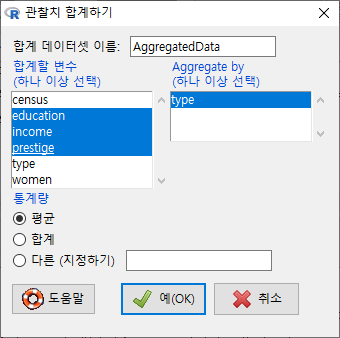 관찰치 합계하기
합계 데이터셋 이름: AggregatedData
합계할 변수
(하나 이상 선택)
Aggregate by
(하나 이상 선택)
census
education
income
prestige
type
women
type
통계량
평균
합계
다른 (지정하기)
도움말
예(OK)
취소